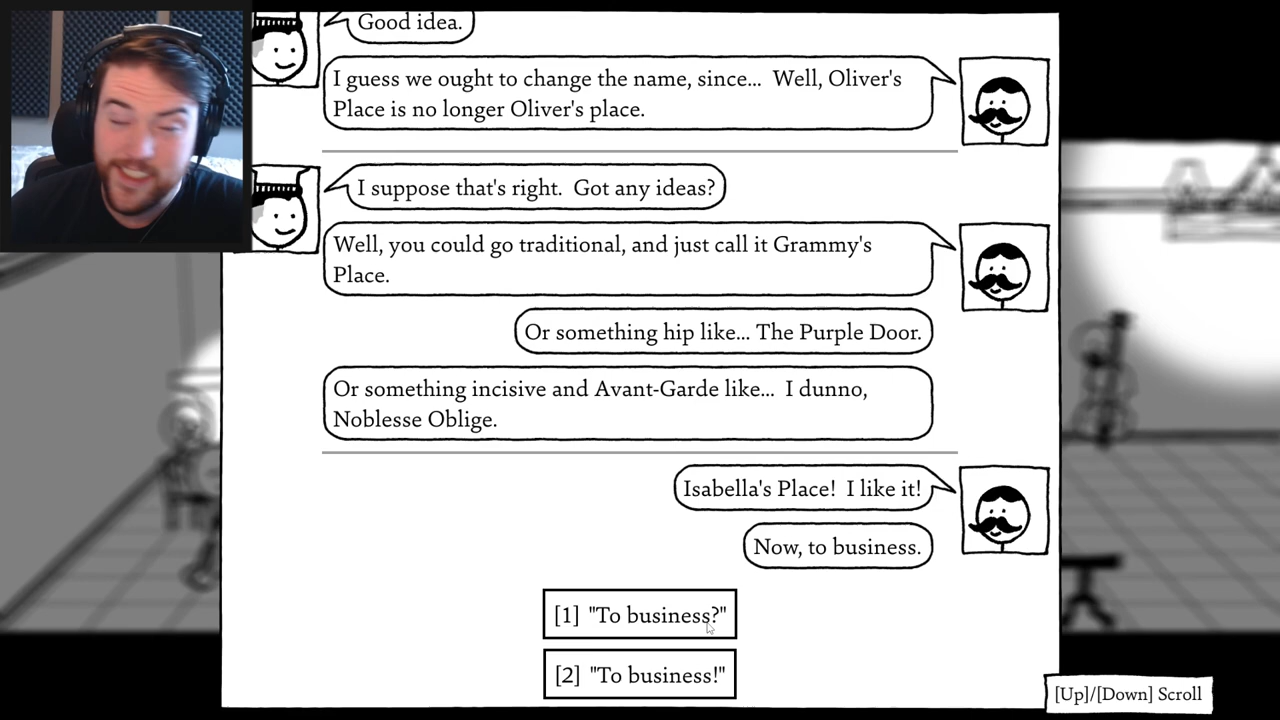 Good idea.
I guess we ought to change the name, since... Well, Oliver's
Place is no longer Oliver's place.
I suppose that's right. Got any ideas?
Well, you could go traditional, and just call it Grammy's
Place.
Or something hip like... The Purple Door.
Or something incisive and Avant-Garde like... I dunno,
Noblesse Oblige.
Isabella's Place! I like it!
Now, to business.
[1] "To business?"
[2] "To business!"
[Up]/[Down] Scroll